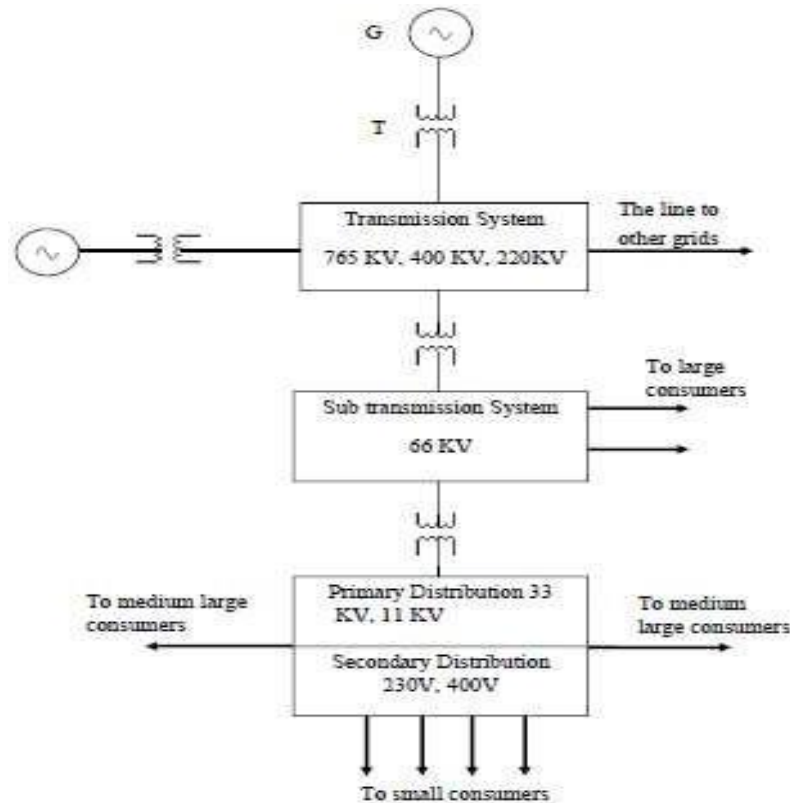 G
T
Transmission System
765 KV, 400 KV, 220KV
The line to
other grids
To large
consumers
Sub transmission System
66 KV
To medium large
consumers
Primary Distribution 33
KV, 11 KV
To medium
large consumers
Secondary Distribution
230V, 400V
To small consumers